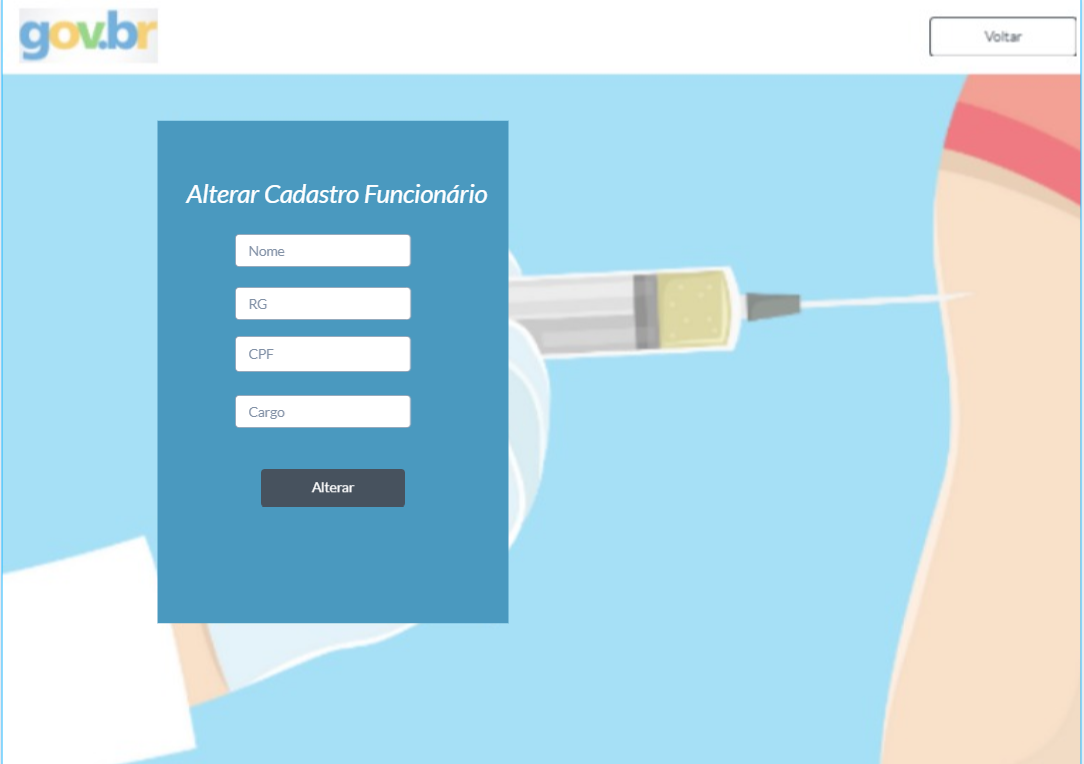 gov.br
Voltar
Alterar Cadastro Funcionário
Nome
RG
CPF
Cargo
Alterar